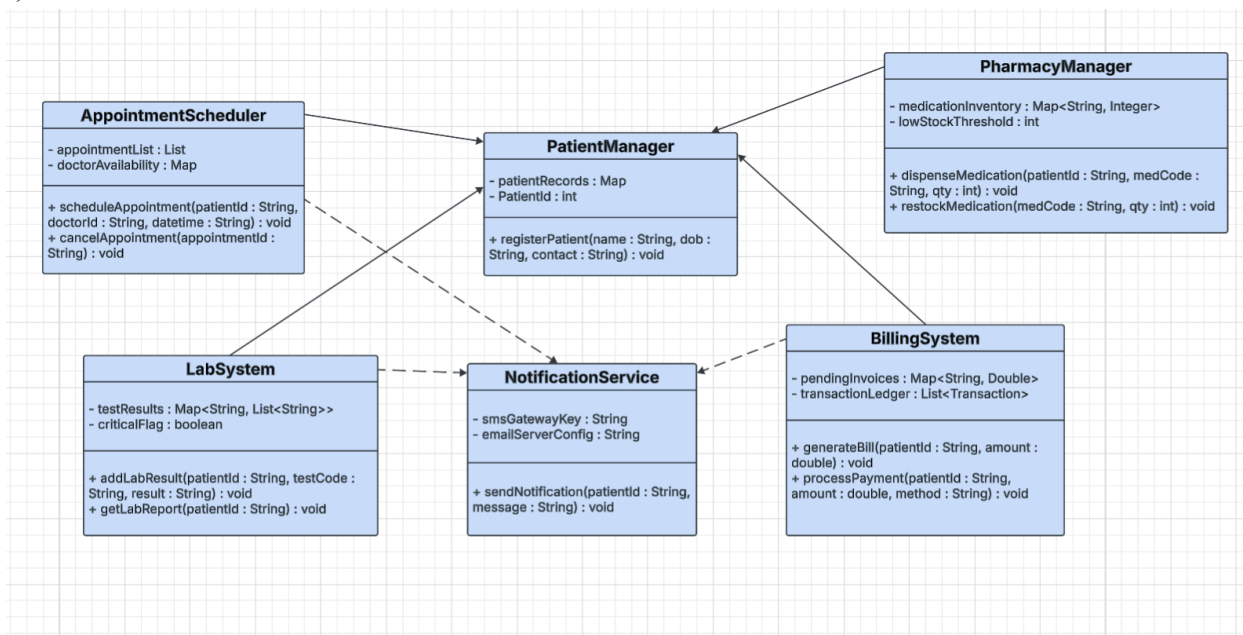 AppointmentScheduler
- appointmentList : List
- doctorAvailability : Map
+ scheduleAppointment(patientId : String,
doctorId : String, datetime : String) : void
+ cancelAppointment(appointmentId :
String) : void
PatientManager
- patientRecords : Map
- PatientId : int
+ registerPatient(name : String, dob :
String, contact : String) : void
PharmacyManager
- medicationInventory : Map<String, Integer>
- lowStockThreshold : int
+ dispenseMedication(patientId : String, medCode :
String, qty : int) : void
+ restockMedication(medCode : String, qty : int) : void
LabSystem
- testResults : Map<String, List<String>>
- criticalFlag : boolean
+ addLabResult(patientId : String, testCode :
String, result : String) : void
+ getLabReport(patientId : String) : void
NotificationService
- smsGatewayKey : String
- emailServerConfig : String
+ sendNotification(patientId : String,
message : String) : void
BillingSystem
- pendingInvoices : Map<String, Double>
- transactionLedger : List<Transaction>
+ generateBill(patientId : String, amount :
double) : void
+ processPayment(patientId : String,
amount : double, method : String) : void